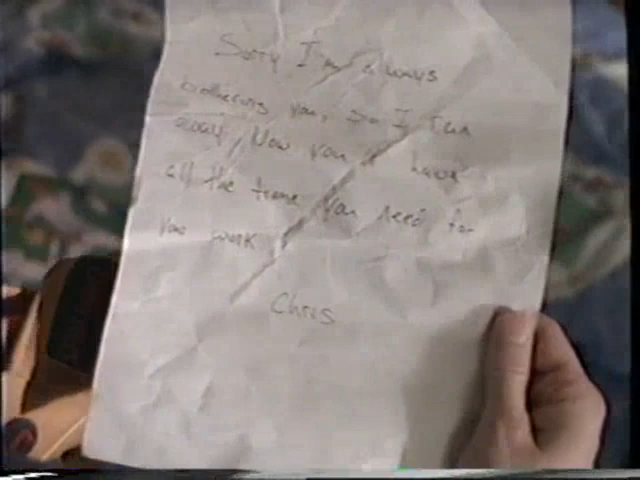 Sorry I'm always
bothering you, so I ran
away Now you'll have
all the time you need for
your work
Chris